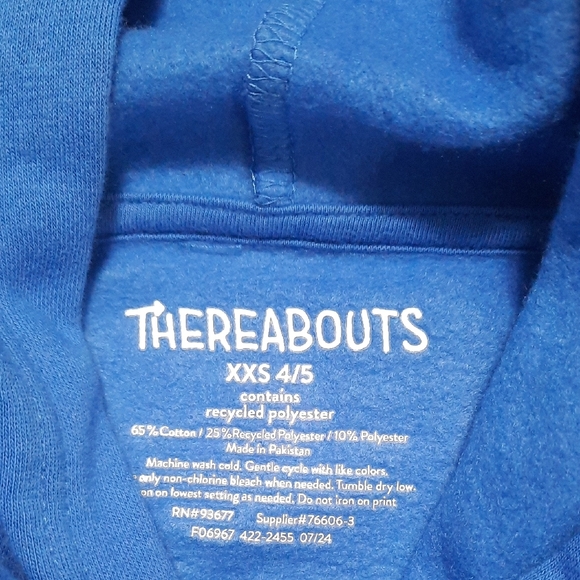 THEREABOUTS
XXS 4/5
contains
recycled polyester
65% Cotton / 25% Recycled Polyester / 10% Polyester
Made in Pakistan
Machine wash cold. Gentle cycle with like colors.
only non-chlorine bleach when needed. Tumble dry low.
on on lowest setting as needed. Do not iron on print
RN#93677 Supplier#76606-3
F06967 422-2455 07/24